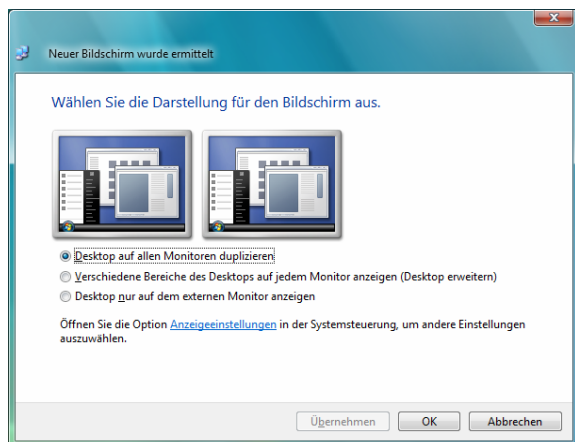 Neuer Bildschirm wurde ermittelt
Wählen Sie die Darstellung für den Bildschirm aus.
Desktop auf allen Monitoren duplizieren
Verschiedene Bereiche des Desktops auf jedem Monitor anzeigen (Desktop erweitern)
Desktop nur auf dem externen Monitor anzeigen
Öffnen Sie die Option Anzeigeeinstellungen in der Systemsteuerung, um andere Einstellungen
auszuwählen.
Übernehmen OK Abbrechen